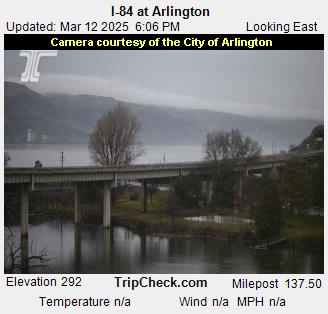 I-84 at Arlington
Updated: Mar 12 2025 6:06 PM Looking East
Camera courtesy of the City of Arlington
Elevation 292 TripCheck.com Milepost 137.50
Temperature n/a Wind n/a MPH n/a